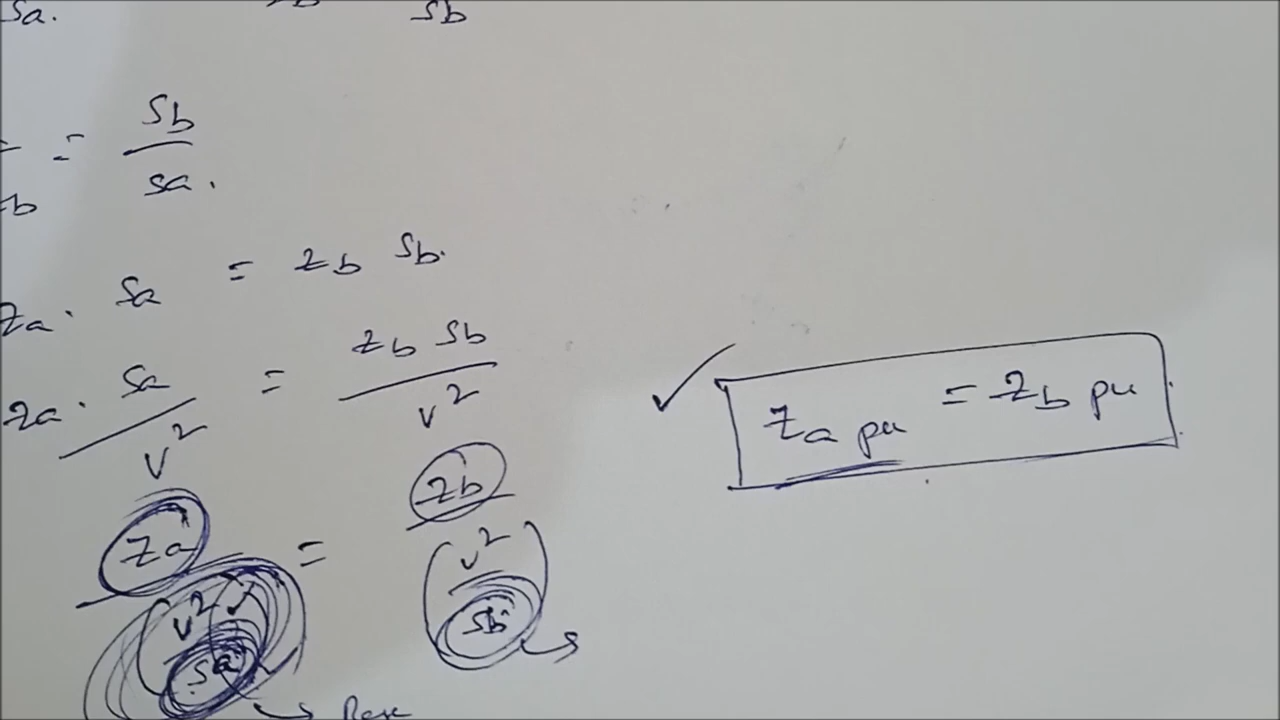 Sa.
Sb
= Sb
Sa.
Za. Sa = Zb Sb.
Za. Sa = Zb Sb
V² V²
Za pu = Zb pu
Za = Zb
(V² (V²)
Sa Sb
Base